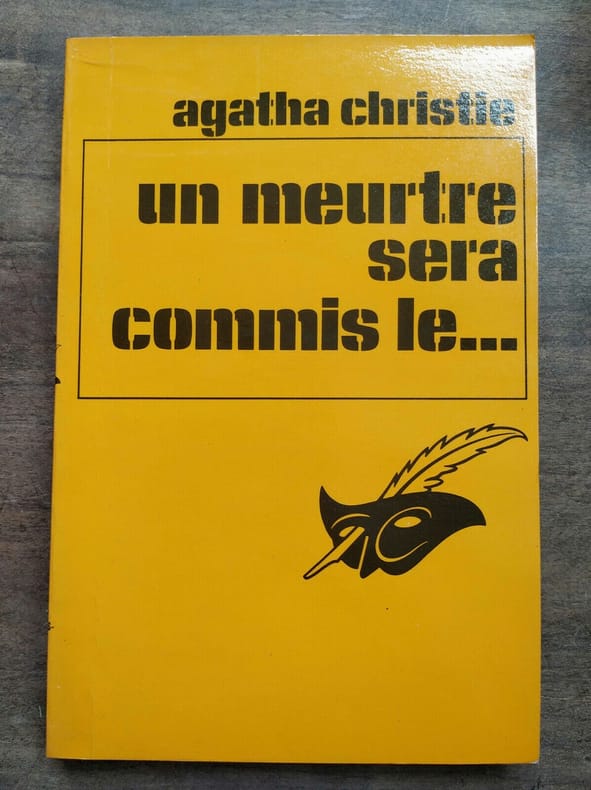 agatha christie
un meurtre
sera
commis le...